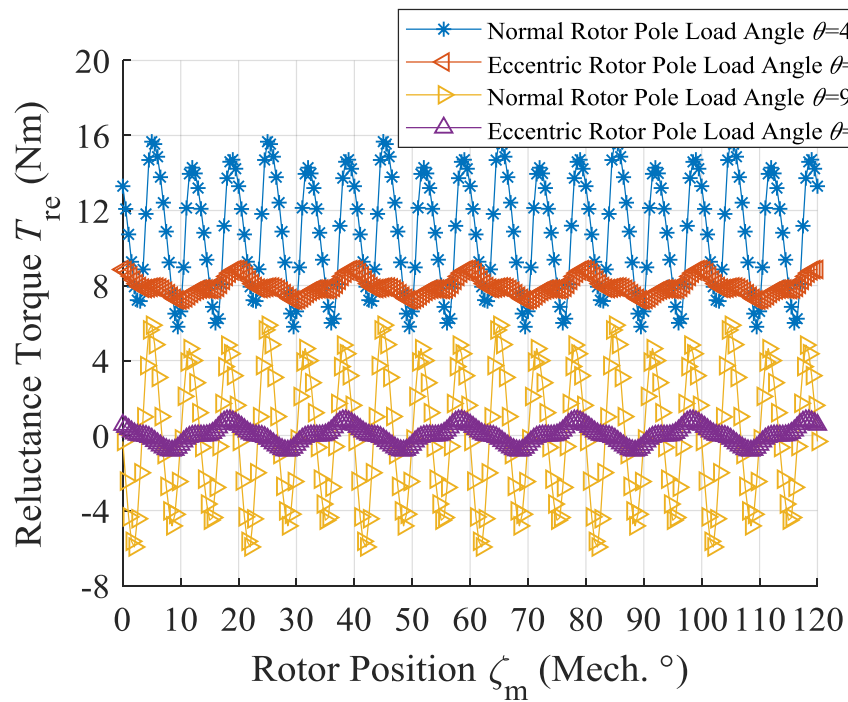 Normal Rotor Pole Load Angle θ=4
Eccentric Rotor Pole Load Angle θ=
Normal Rotor Pole Load Angle θ=9
Eccentric Rotor Pole Load Angle θ=
20
16
12
8
4
0
-4
-8
Reluctance Torque T_re (Nm)
0 10 20 30 40 50 60 70 80 90 100 110 120
Rotor Position ζ_m (Mech. °)